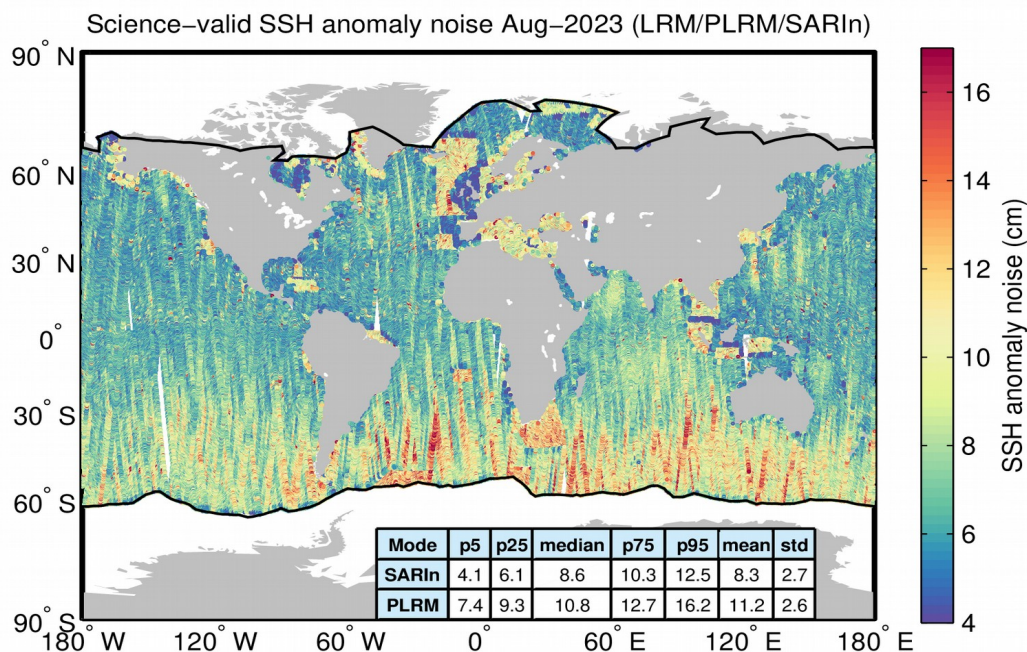 Science−valid SSH anomaly noise Aug−2023 (LRM/PLRM/SARIn)
90° N
60° N
30° N
0°
30° S
60° S
90° S
180° W
120° W
60° W
0°
60° E
120° E
180° E
Mode p5 p25 median p75 p95 mean std
SARIn 4.1 6.1 8.6 10.3 12.5 8.3 2.7
PLRM 7.4 9.3 10.8 12.7 16.2 11.2 2.6
16
14
12
10
8
6
4
SSH anomaly noise (cm)